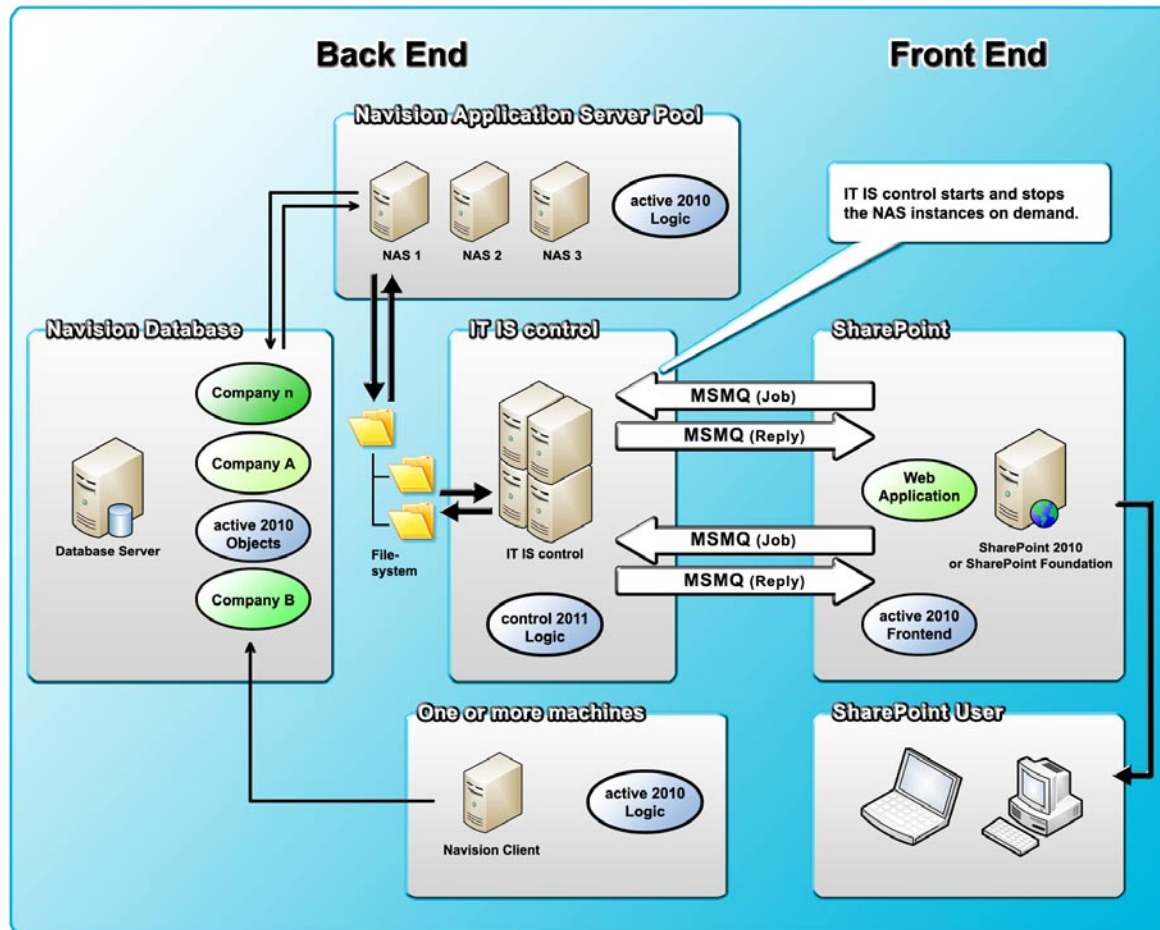 Back End
Front End
Navision Application Server Pool
NAS 1
NAS 2
NAS 3
active 2010
Logic
IT IS control starts and stops
the NAS instances on demand.
Navision Database
Company n
Company A
active 2010
Objects
Company B
Database Server
File-
system
IT IS control
IT IS control
control 2011
Logic
MSMQ (Job)
MSMQ (Reply)
MSMQ (Job)
MSMQ (Reply)
SharePoint
Web
Application
SharePoint 2010
or SharePoint Foundation
active 2010
Frontend
One or more machines
Navision Client
active 2010
Logic
SharePoint User